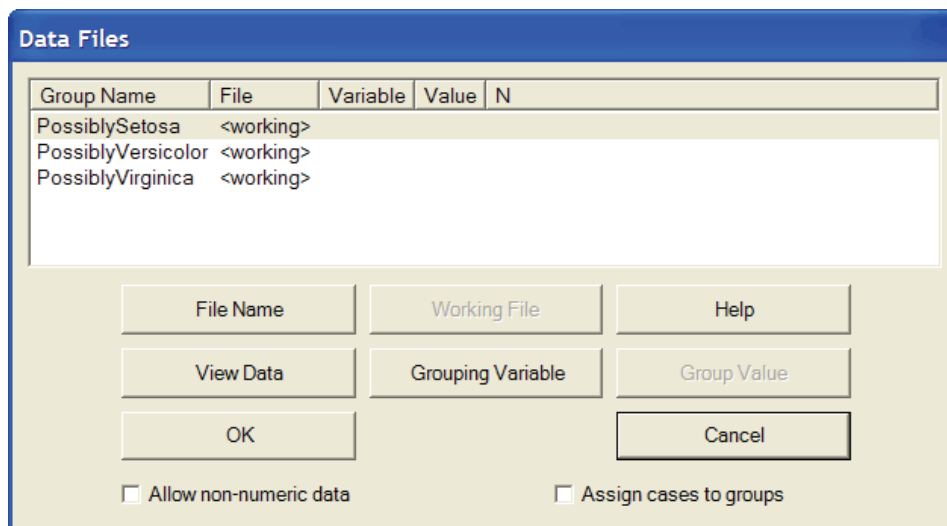 Data Files
Group Name File Variable Value N
PossiblySetosa <working>
PossiblyVersicolor <working>
PossiblyVirginica <working>
File Name Working File Help
View Data Grouping Variable Group Value
OK Cancel
Allow non-numeric data Assign cases to groups